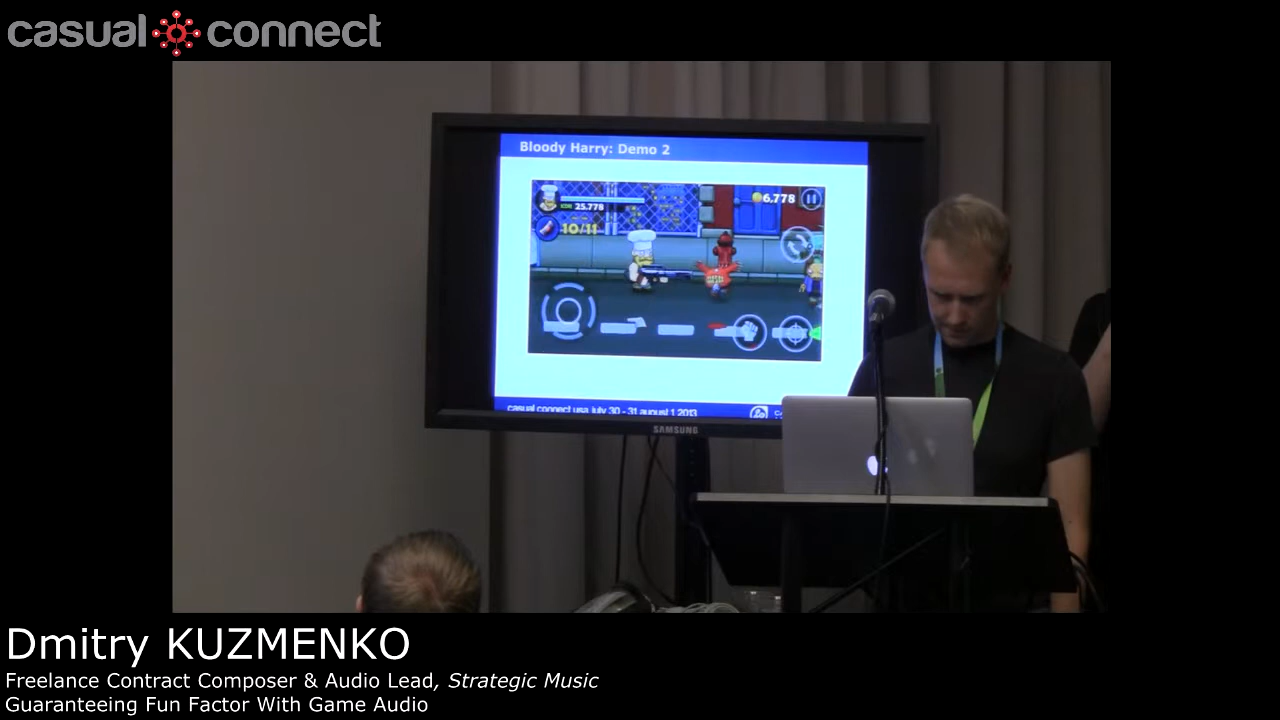 casual connect
Bloody Harry: Demo 2
25,778
6,778
10/11
casual connect usa july 30 - 31 august 1 2013
SAMSUNG
Dmitry KUZMENKO
Freelance Contract Composer & Audio Lead, Strategic Music
Guaranteeing Fun Factor With Game Audio